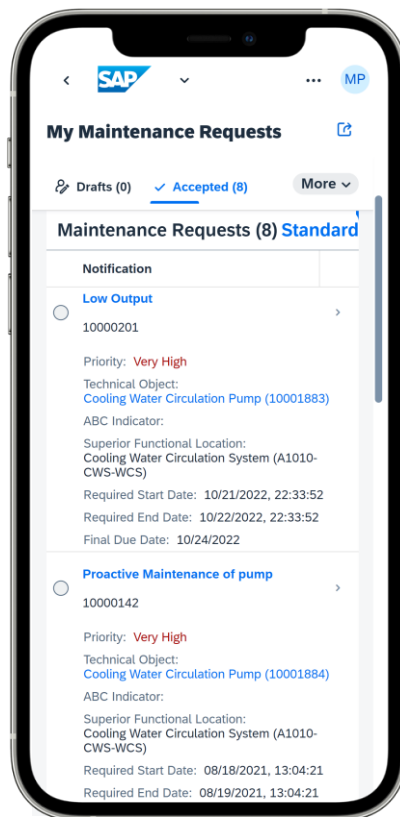 SAP
MP
My Maintenance Requests
Drafts (0) Accepted (8) More
Maintenance Requests (8) Standard
Notification
Low Output
10000201
Priority: Very High
Technical Object:
Cooling Water Circulation Pump (10001883)
ABC Indicator:
Superior Functional Location:
Cooling Water Circulation System (A1010-
CWS-WCS)
Required Start Date: 10/21/2022, 22:33:52
Required End Date: 10/22/2022, 22:33:52
Final Due Date: 10/24/2022
Proactive Maintenance of pump
10000142
Priority: Very High
Technical Object:
Cooling Water Circulation Pump (10001884)
ABC Indicator:
Superior Functional Location:
Cooling Water Circulation System (A1010-
CWS-WCS)
Required Start Date: 08/18/2021, 13:04:21
Required End Date: 08/19/2021, 13:04:21